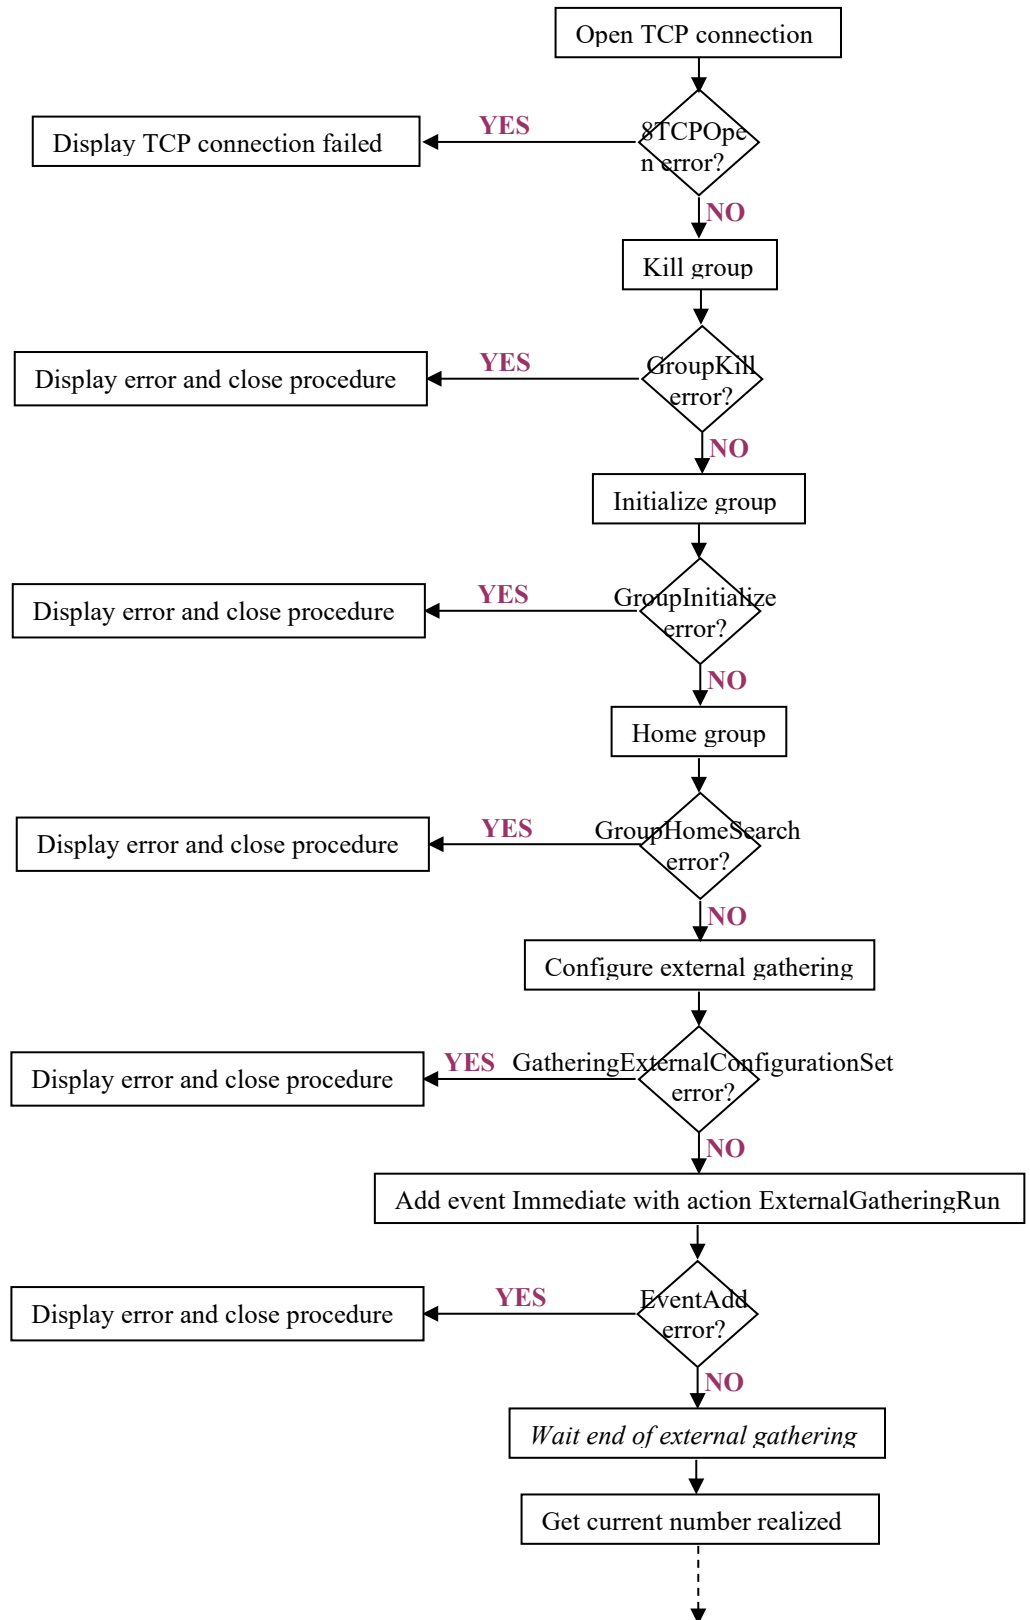 Open TCP connection
YES
8TCPOpe
n error?
Display TCP connection failed
NO
Kill group
YES
GroupKill
error?
Display error and close procedure
NO
Initialize group
YES
GroupInitialize
error?
Display error and close procedure
NO
Home group
YES
GroupHomeSearch
error?
Display error and close procedure
NO
Configure external gathering
YES
GatheringExternalConfigurationSet
error?
Display error and close procedure
NO
Add event Immediate with action ExternalGatheringRun
YES
EventAdd
error?
Display error and close procedure
NO
Wait end of external gathering
Get current number realized